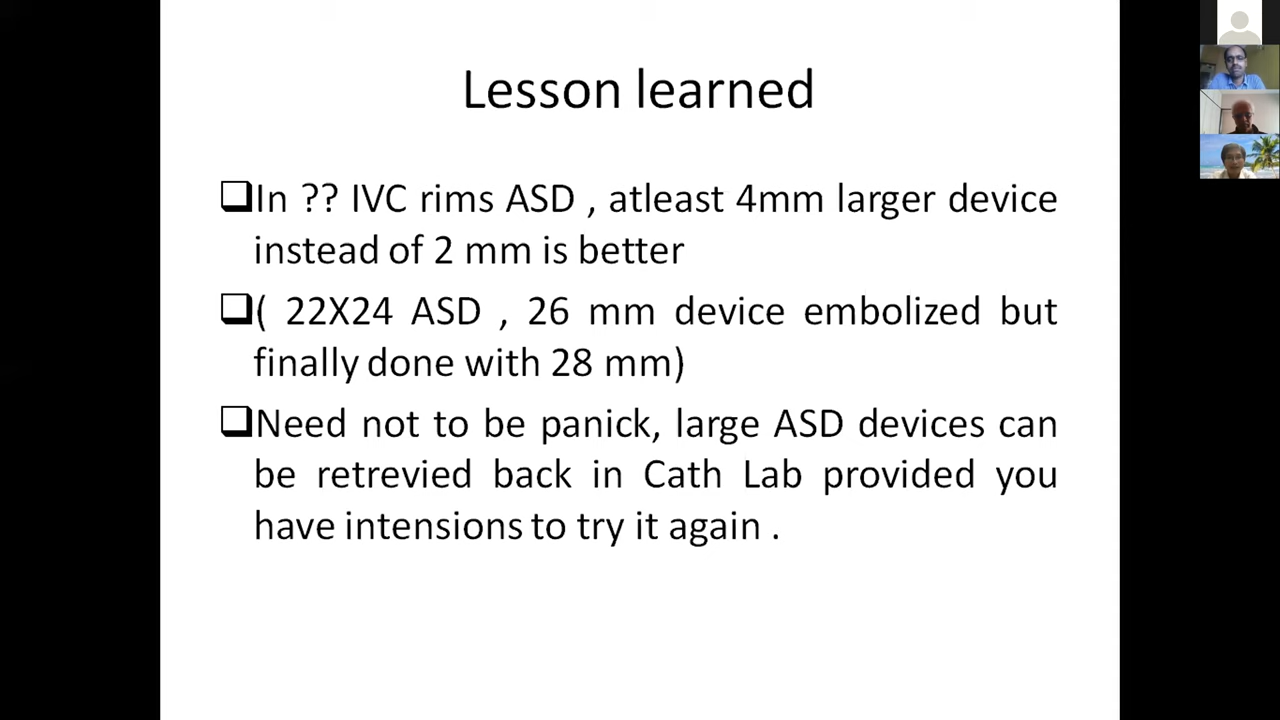 Lesson learned
In ?? IVC rims ASD , atleast 4mm larger device
instead of 2 mm is better
( 22X24 ASD , 26 mm device embolized but
finally done with 28 mm)
Need not to be panick, large ASD devices can
be retrevied back in Cath Lab provided you
have intensions to try it again .